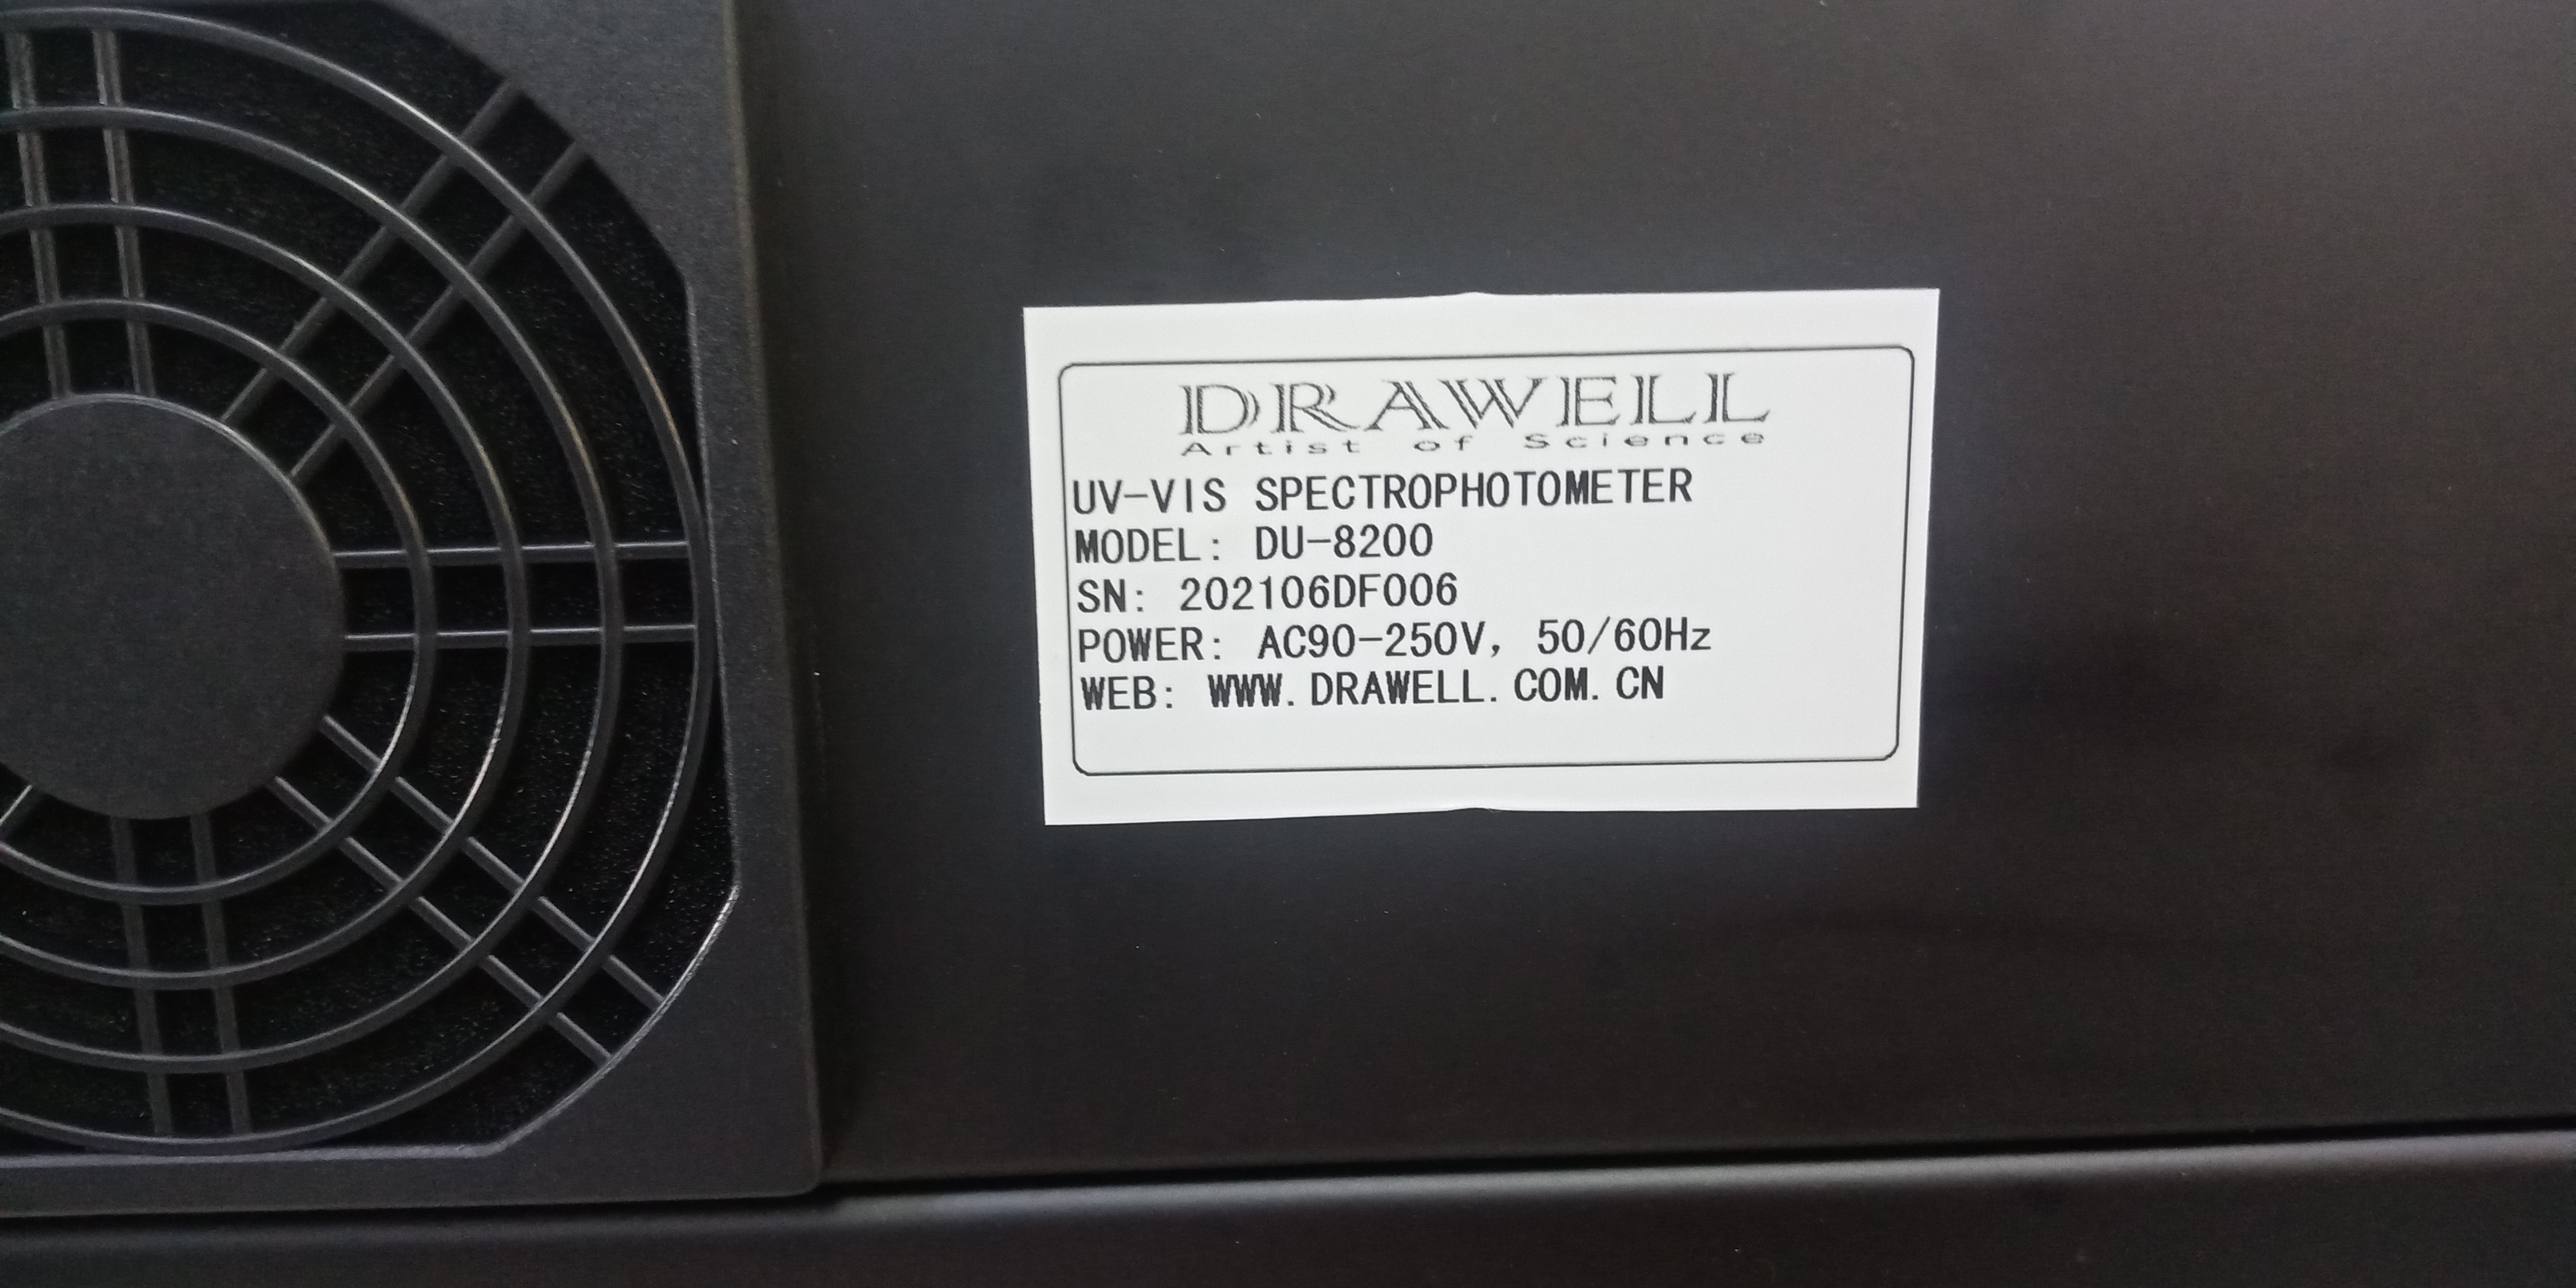 DRAWELL
Artist of Science
UV-VIS SPECTROPHOTOMETER
MODEL: DU-8200
SN: 202106DF006
POWER: AC90-250V, 50/60Hz
WEB: WWW.DRAWELL.COM.CN